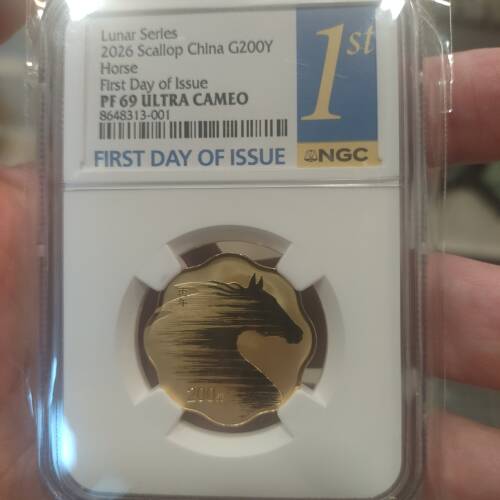 Lunar Series
2026 Scallop China G200Y
Horse
First Day of Issue
PF 69 ULTRA CAMEO
8648313-001
FIRST DAY OF ISSUE
1st
NGC
丙午
200元